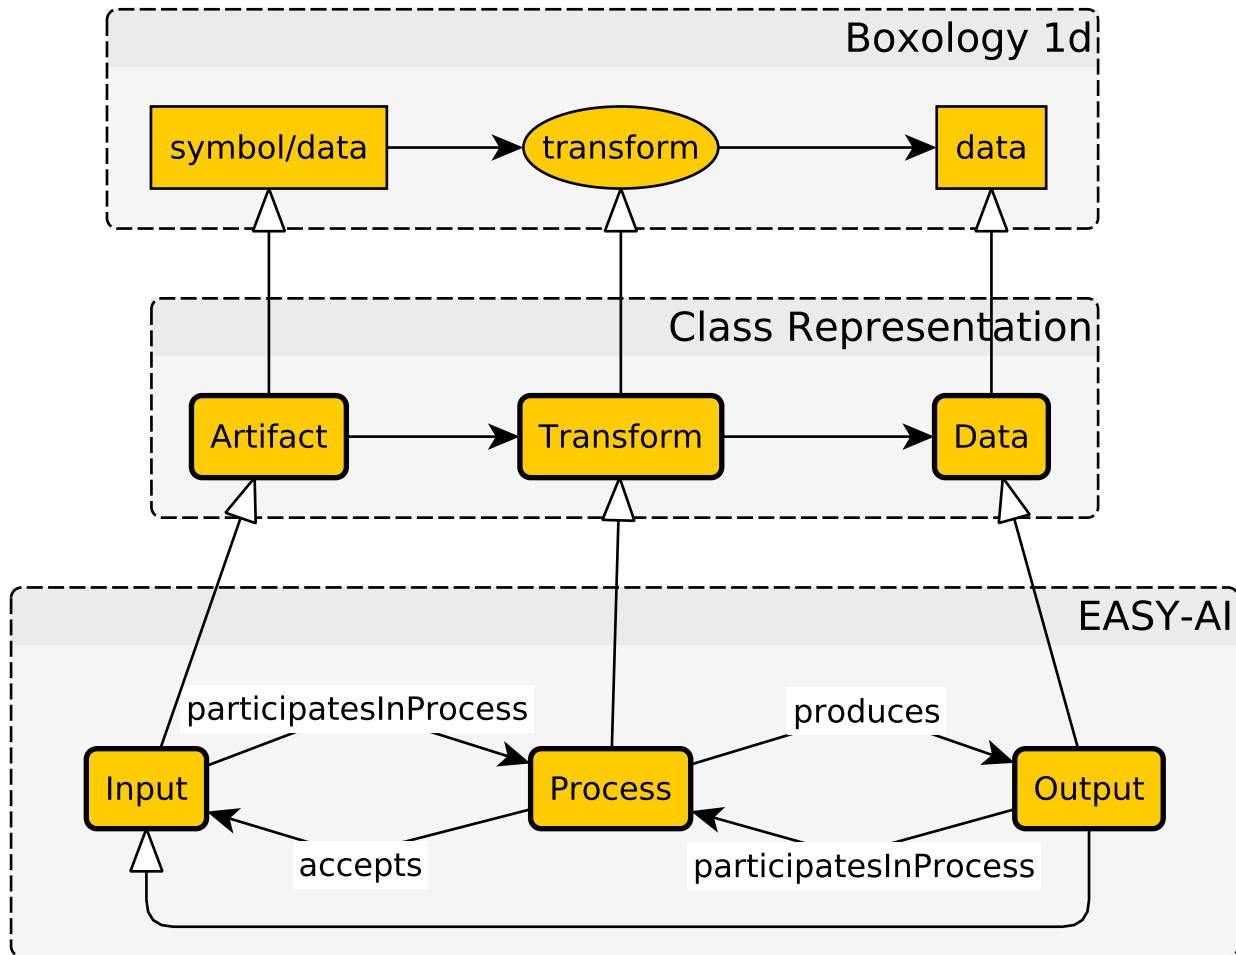 Boxology 1d
symbol/data
transform
data
Class Representation
Artifact
Transform
Data
EASY-AI
participatesInProcess
produces
Input
Process
Output
accepts
participatesInProcess